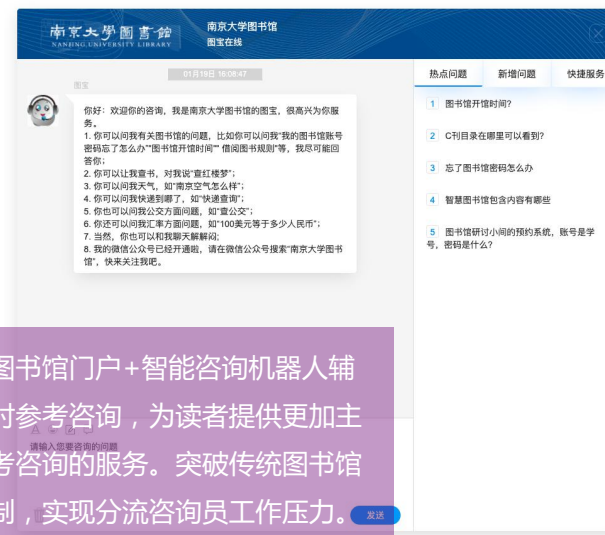 南京大學圖書館
NANJING UNIVERSITY LIBRARY
南京大学图书馆
图宝在线
01月19日 16:08:47
图宝
你好：欢迎你的咨询，我是南京大学图书馆的图宝，很高兴为你服
务。
1. 你可以问我有关图书馆的问题，比如你可以问我"我的图书馆账号
密码忘了怎么办""图书馆开馆时间"" 借阅图书规则"等，我尽可能回
答你；
2. 你可以让我查书，对我说"查红楼梦"；
3. 你可以问我天气，如"南京空气怎么样"；
4. 你可以问我快递到哪了，如"快递查询"；
5. 你也可以问我公交方面问题，如"查公交"；
6. 你还可以问我汇率方面问题，如"100美元等于多少人民币"；
7. 当然，你也可以和我聊天解解闷；
8. 我的微信公众号已经开通啦，请在微信公众号搜索"南京大学图书
馆"，快来关注我吧。
热点问题 新增问题 快捷服务
1 图书馆开馆时间？
2 C刊目录在哪里可以看到？
3 忘了图书馆密码怎么办
4 智慧图书馆包含内容有哪些
5 图书馆研讨小间的预约系统，账号是学
号，密码是什么？
图书馆门户+智能咨询机器人辅
时参考咨询，为读者提供更加主
请输入您要咨询的问题
考咨询的服务。突破传统图书馆
制，实现分流咨询员工作压力。
发送